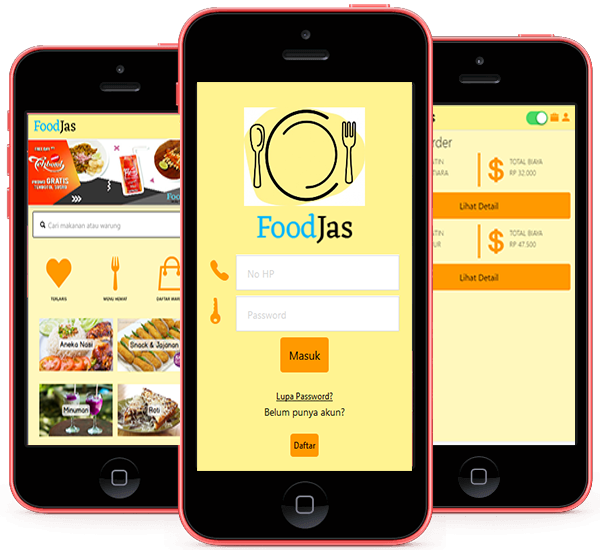 FoodJas
PROMO GRATIS
Cari makanan atau warung
TERLARIS
MENU HEMAT
DAFTAR WAR
Aneka Nasi
Snack & Jajanan
Minuman
Roti
FoodJas
No HP
Password
Masuk
Lupa Password?
Belum punya akun?
Daftar
rder
TIN
TIARA
TOTAL BIAYA
RP 32.000
Lihat Detail
TIN
UR
TOTAL BIAYA
RP 47.500
Lihat Detail